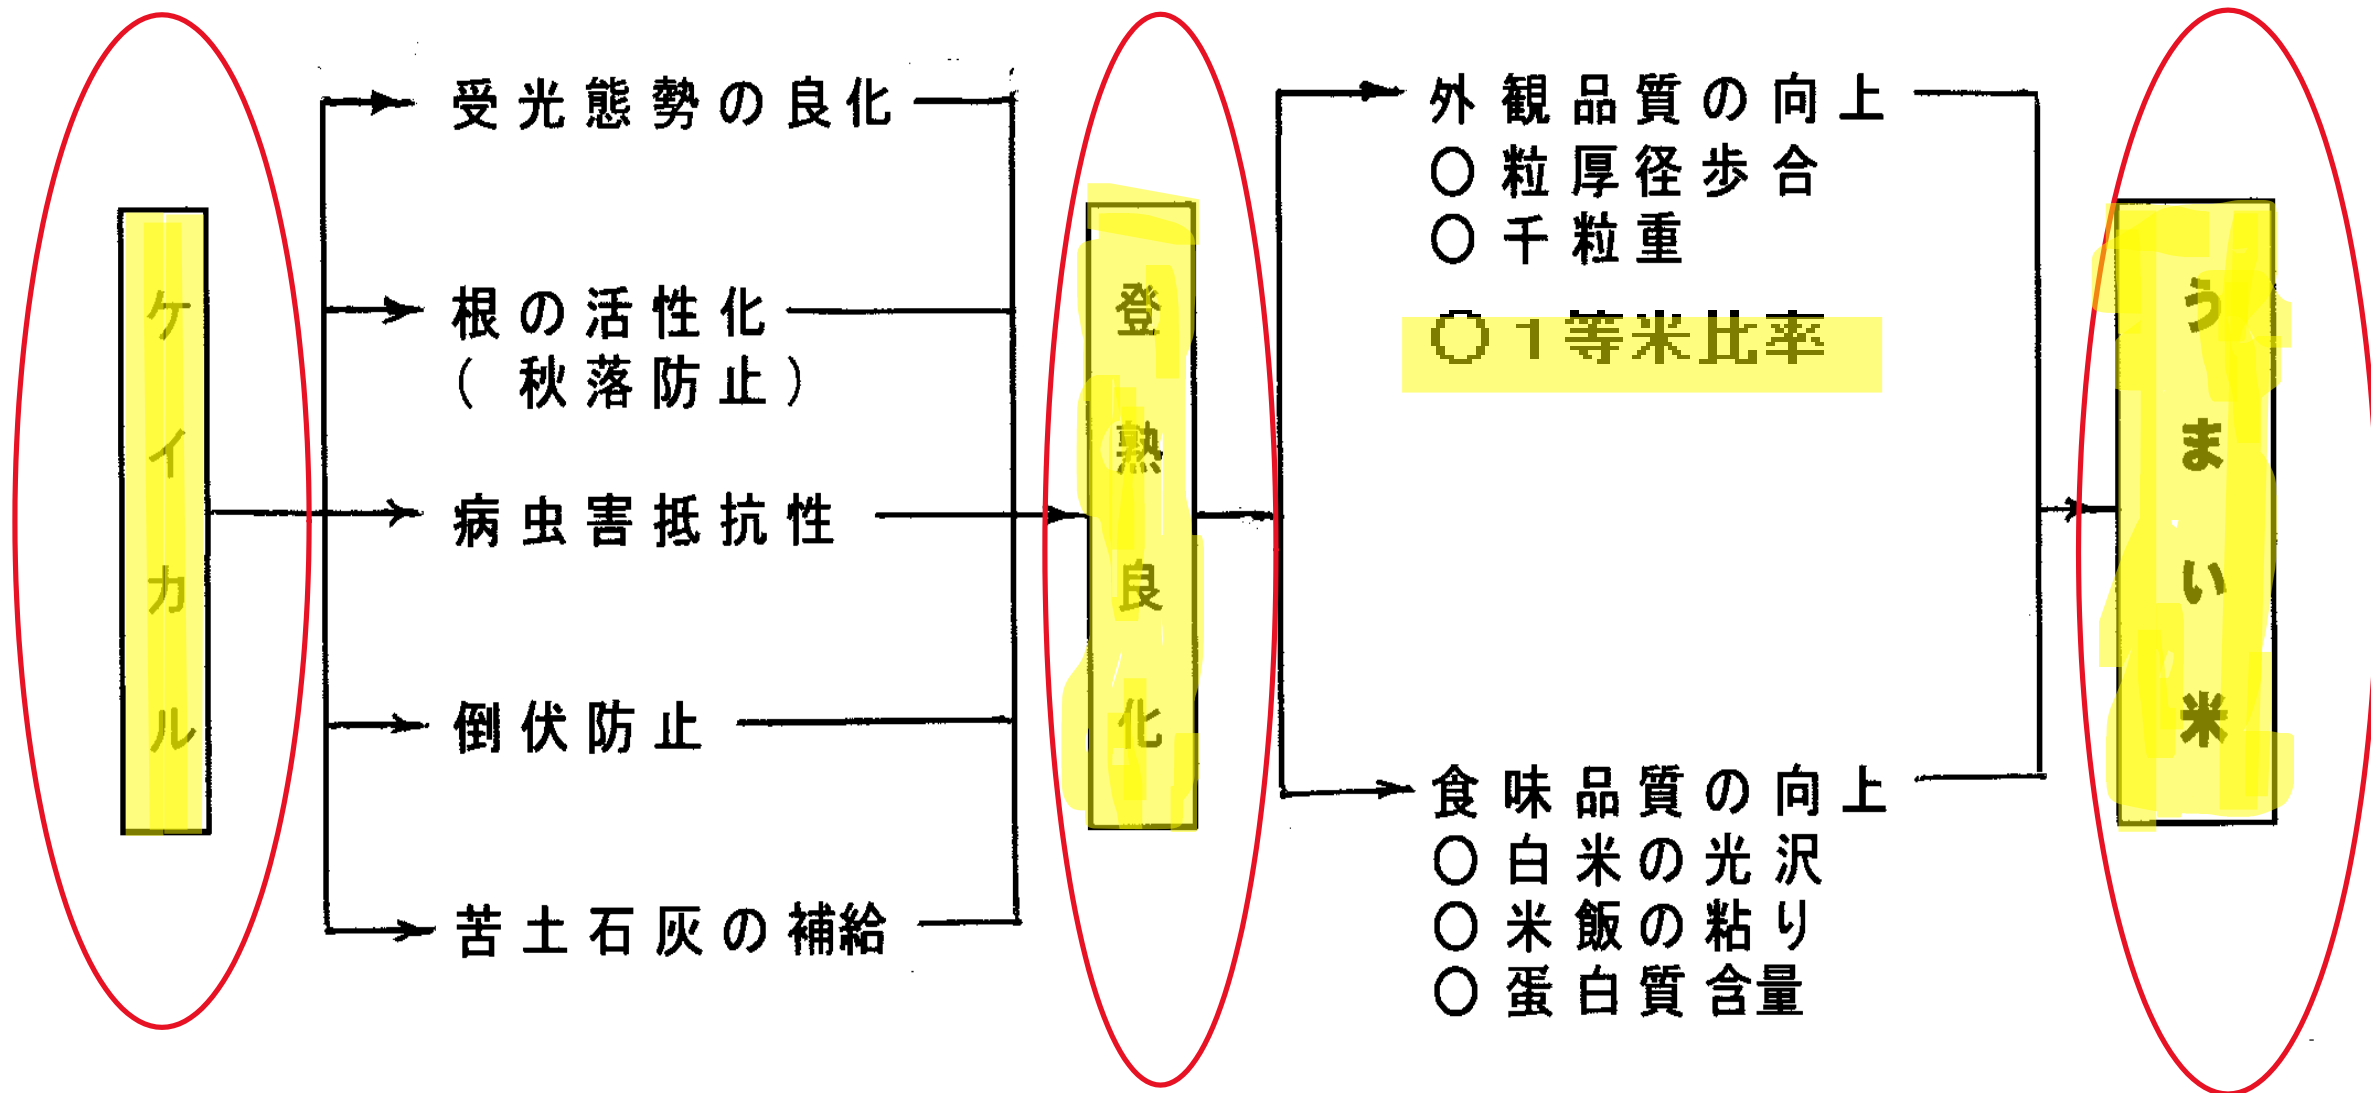 ケイカル
受光態勢の良化
根の活性化
(秋落防止)
病虫害抵抗性
倒伏防止
苦土石灰の補給
登熟良化
外観品質の向上
○粒厚径歩合
○千粒重
○1等米比率
食味品質の向上
○白米の光沢
○米飯の粘り
○蛋白質含量
うまい米